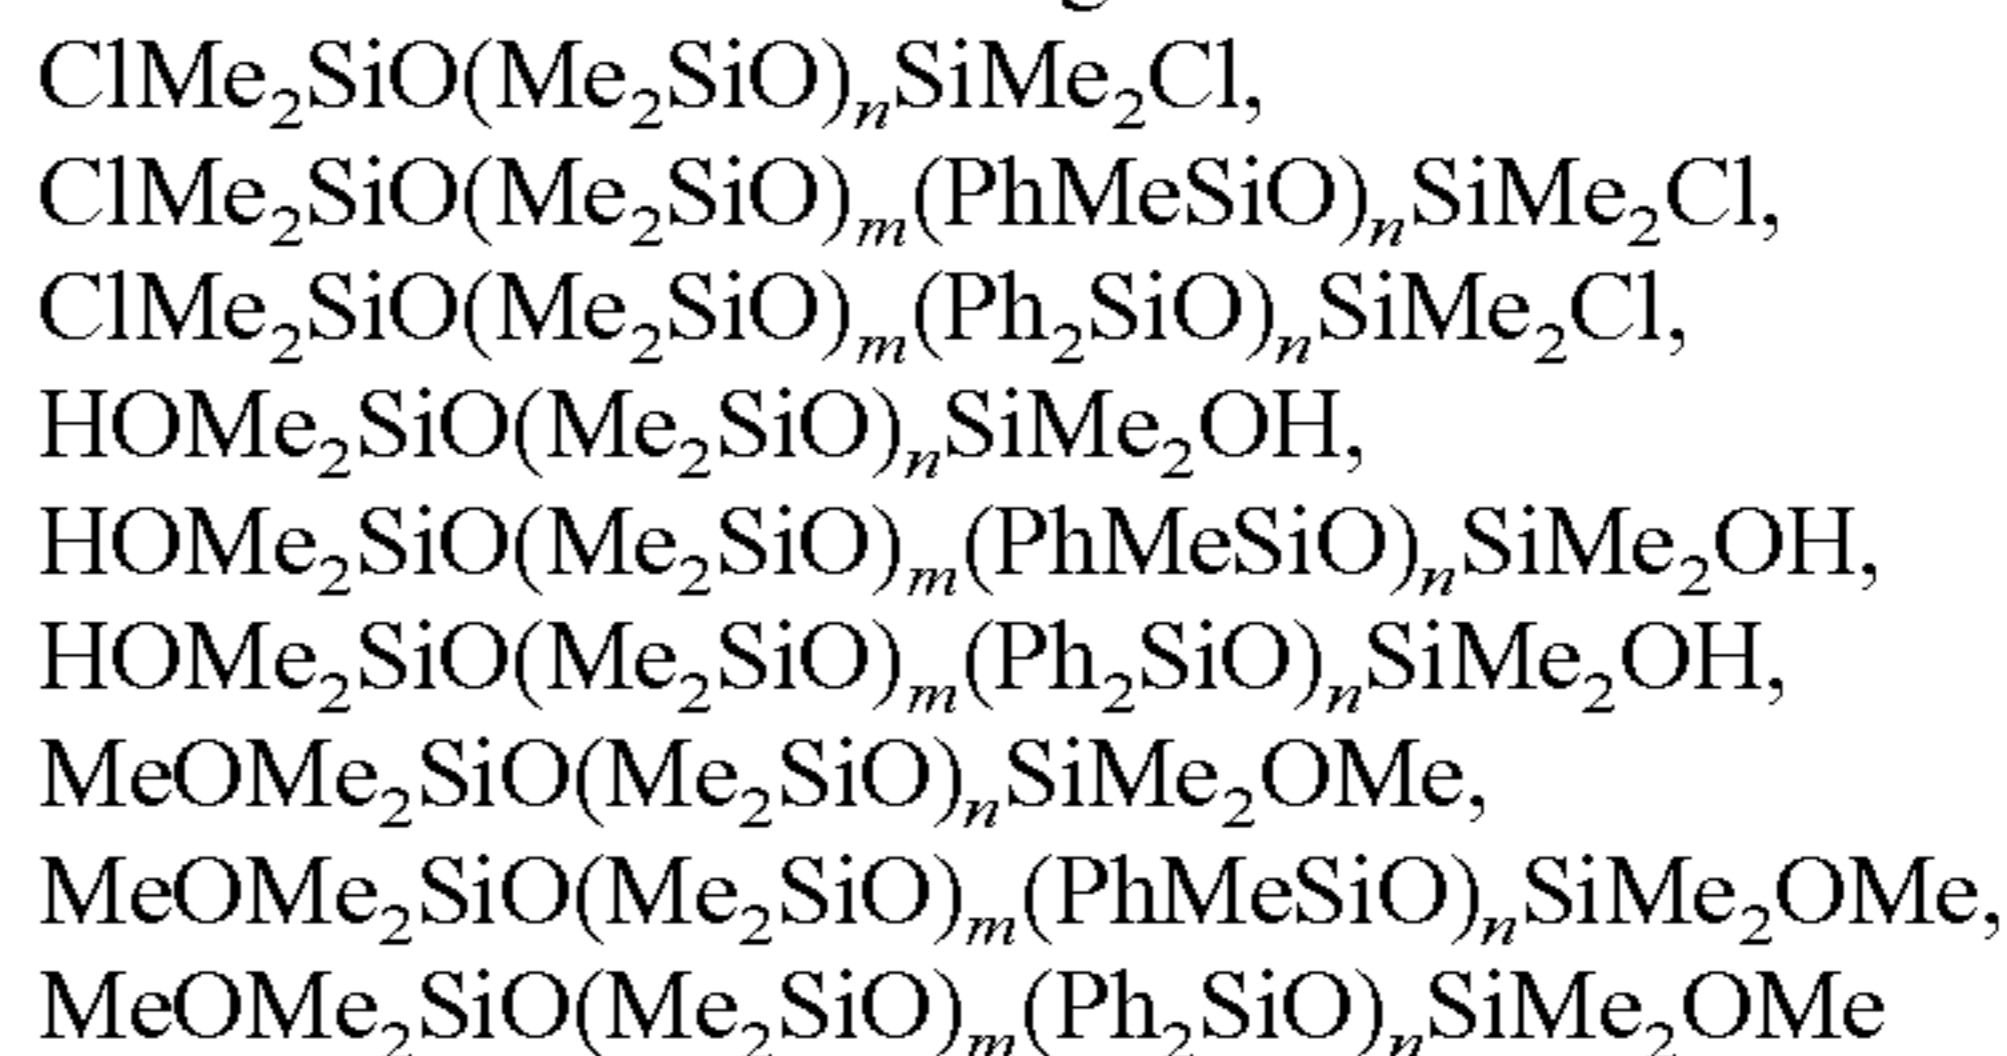 ClMe₂SiO(Me₂SiO)ₙSiMe₂Cl,
ClMe₂SiO(Me₂SiO)ₘ(PhMeSiO)ₙSiMe₂Cl,
ClMe₂SiO(Me₂SiO)ₘ(Ph₂SiO)ₙSiMe₂Cl,
HOMe₂SiO(Me₂SiO)ₙSiMe₂OH,
HOMe₂SiO(Me₂SiO)ₘ(PhMeSiO)ₙSiMe₂OH,
HOMe₂SiO(Me₂SiO)ₘ(Ph₂SiO)ₙSiMe₂OH,
MeOMe₂SiO(Me₂SiO)ₙSiMe₂OMe,
MeOMe₂SiO(Me₂SiO)ₘ(PhMeSiO)ₙSiMe₂OMe,
MeOMe₂SiO(Me₂SiO)ₘ(Ph₂SiO)ₙSiMe₂OMe